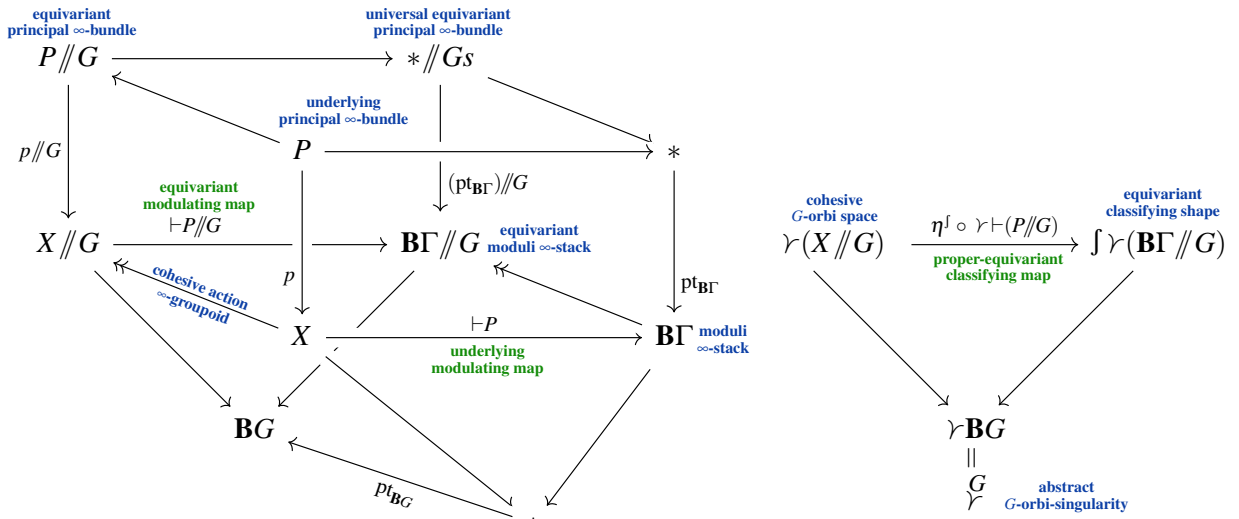 equivariant
principal ∞-bundle
universal equivariant
principal ∞-bundle
P⫽G
∗⫽Gs
underlying
principal ∞-bundle
P
∗
p⫽G
(pt_BΓ)⫽G
equivariant
modulating map
⊢P⫽G
X⫽G
BΓ⫽G
equivariant
moduli ∞-stack
cohesive action
∞-groupoid
p
pt_BΓ
X
⊢P
underlying
modulating map
BΓ
moduli
∞-stack
BG
pt_BG
cohesive
G-orbi space
ʏ(X⫽G)
η^ʃ ∘ ʏ⊢(P⫽G)
proper-equivariant
classifying map
equivariant
classifying shape
ʃ ʏ(BΓ⫽G)
ʏBG
||
G
ʏ
abstract
G-orbi-singularity